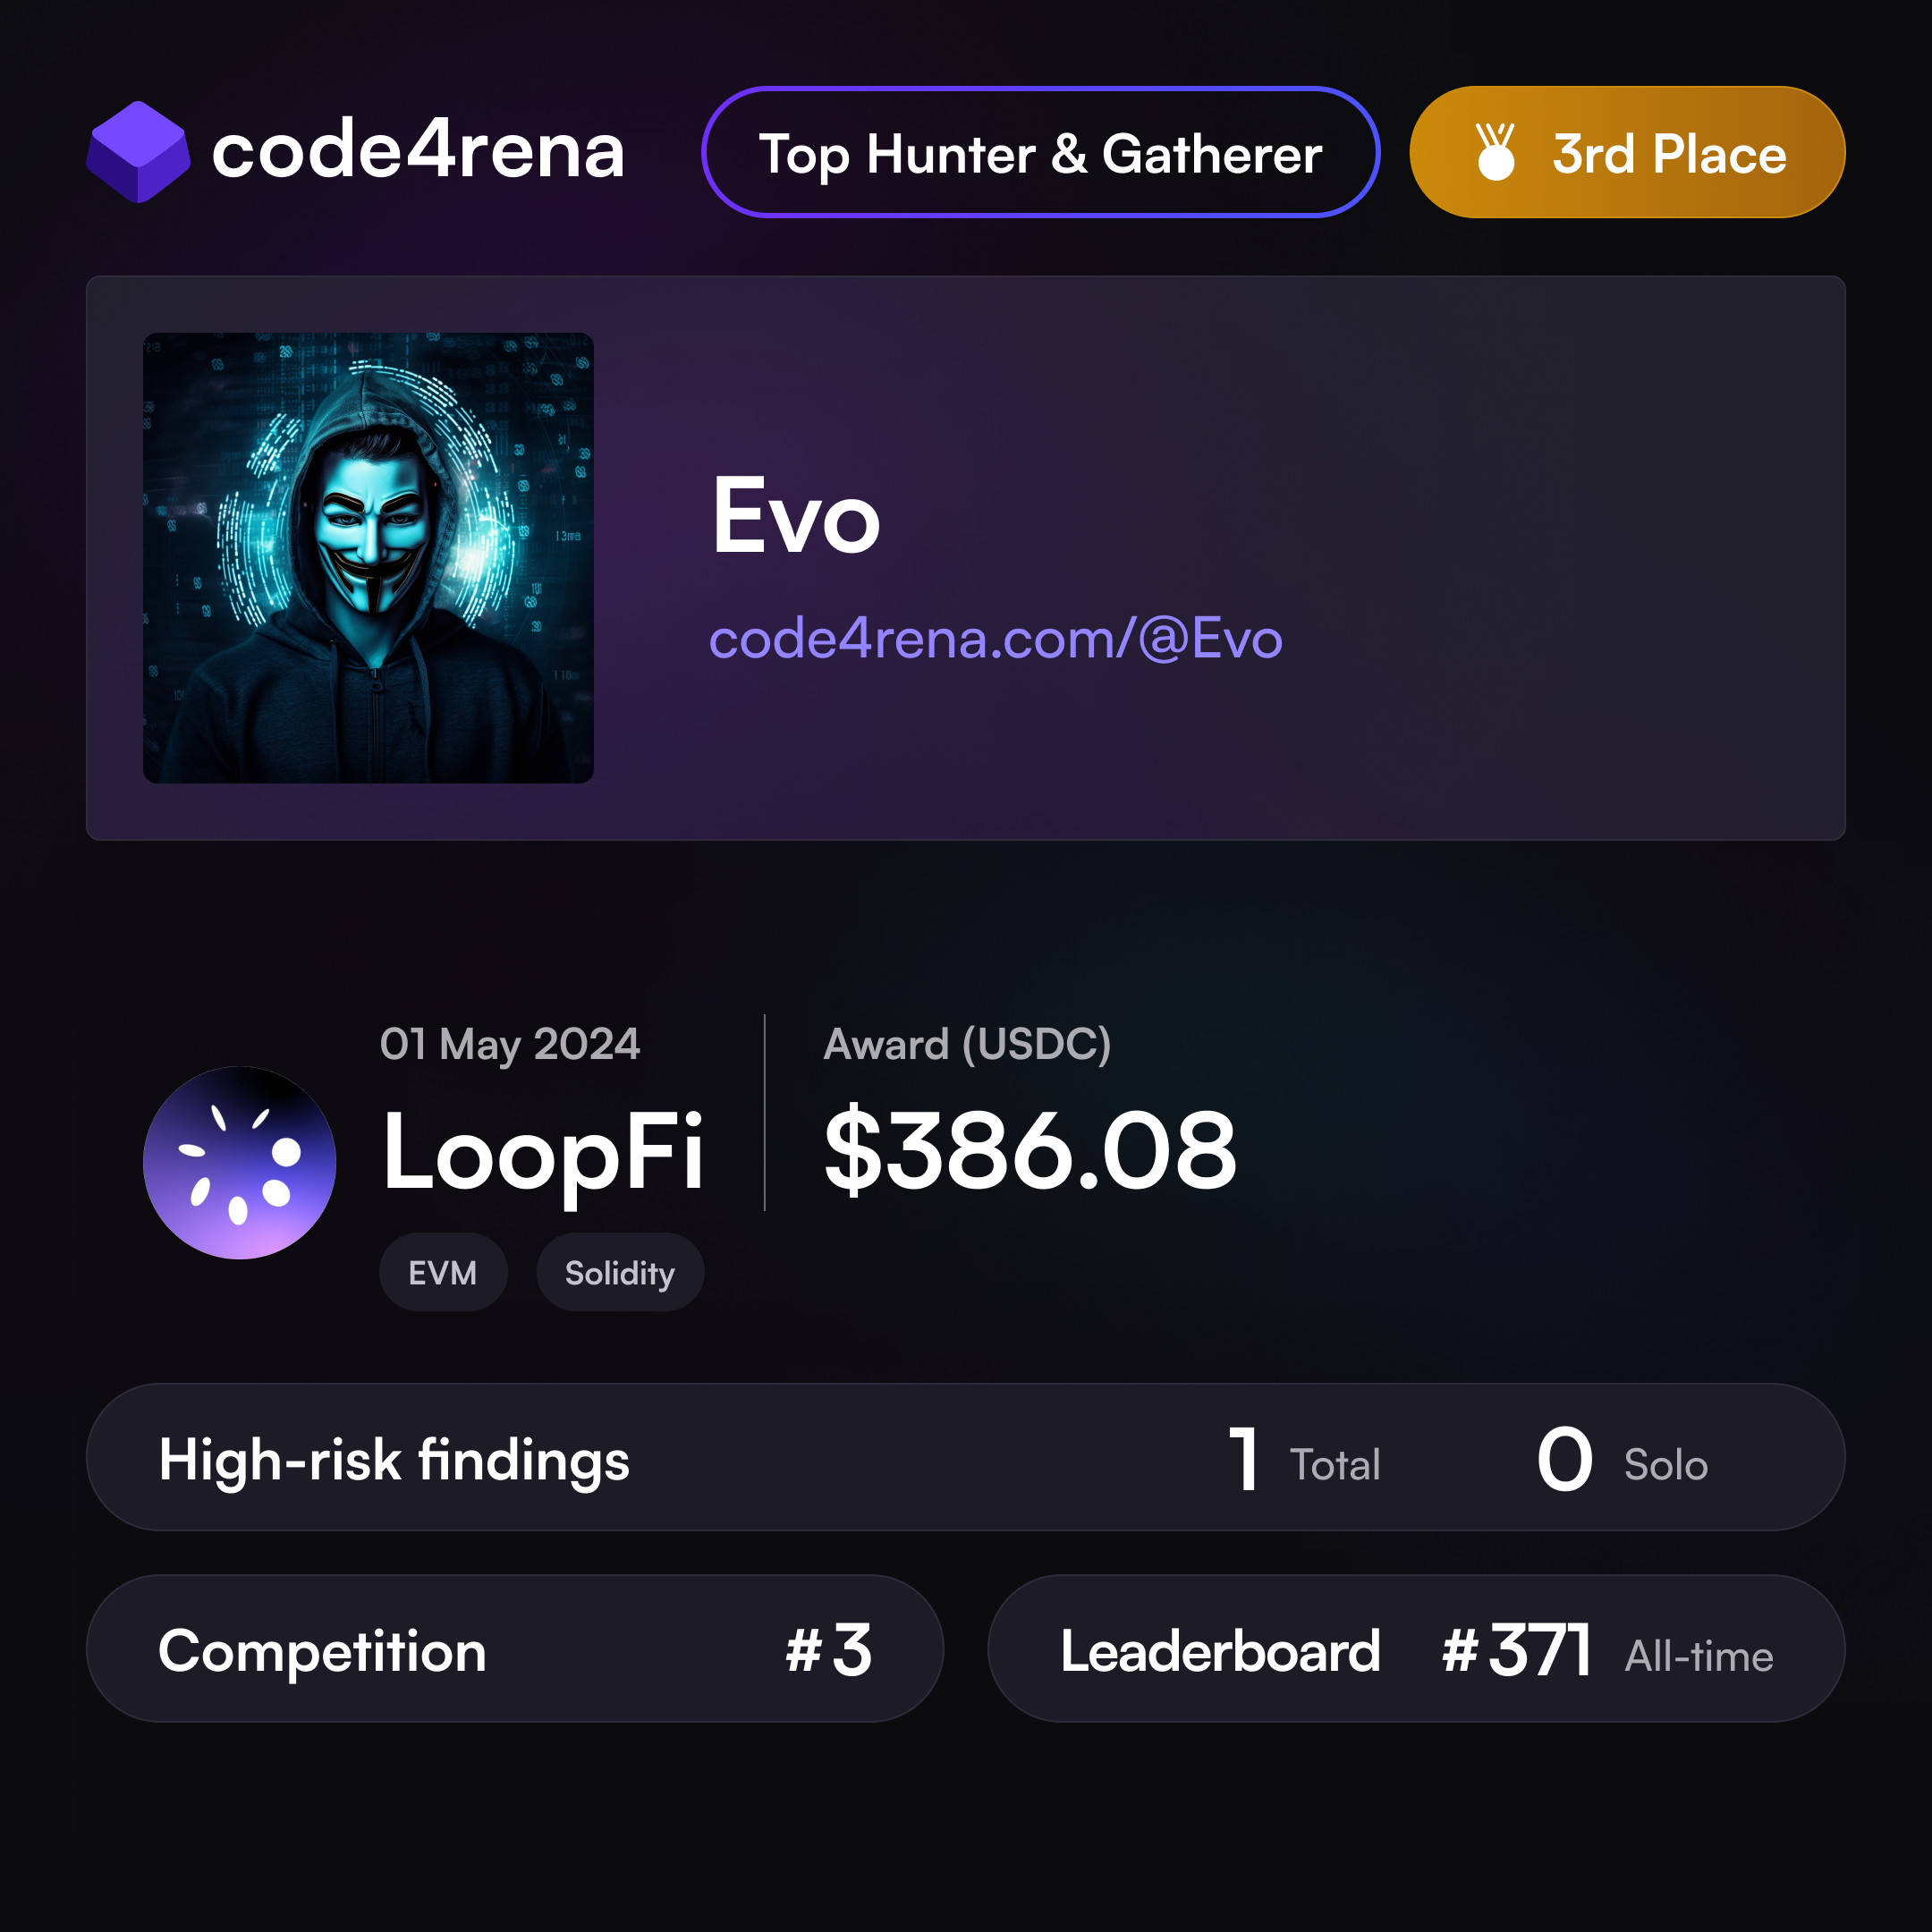 code4rena
Top Hunter & Gatherer
3rd Place
Evo
code4rena.com/@Evo
01 May 2024
LoopFi
EVM
Solidity
Award (USDC)
$386.08
High-risk findings
1 Total
0 Solo
Competition
#3
Leaderboard
#371 All-time